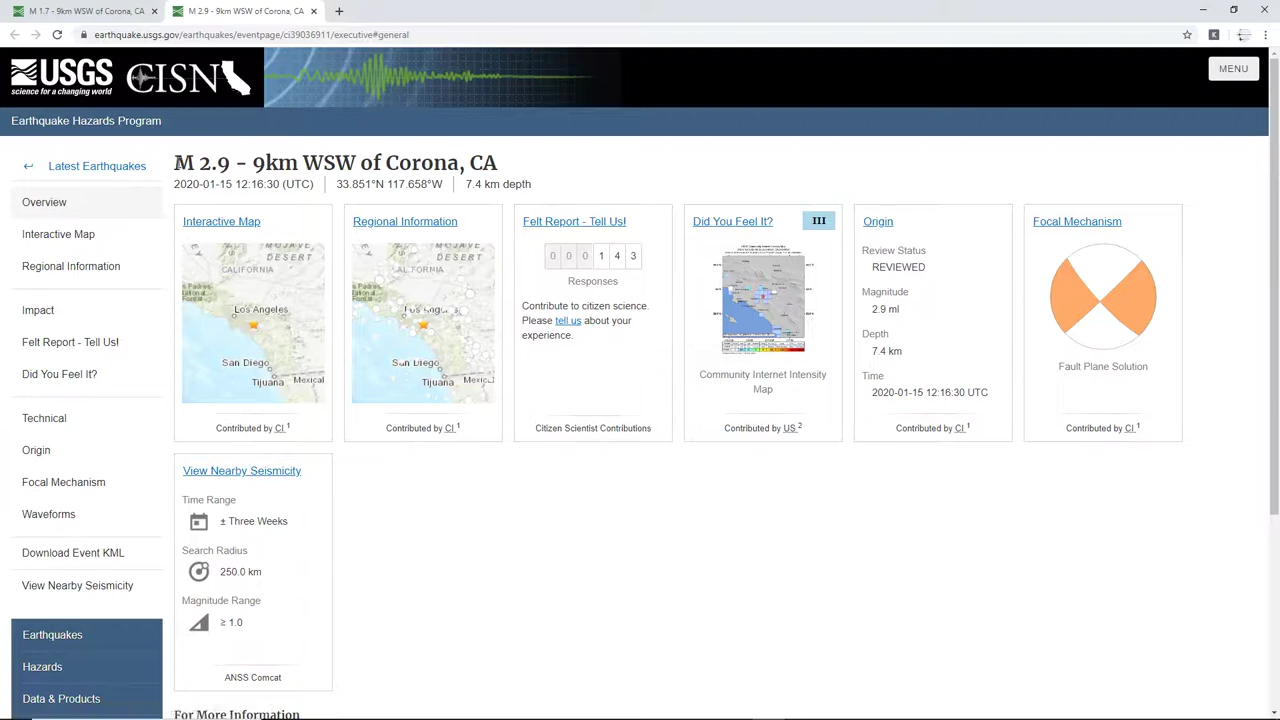 M 1.7 - 9km WSW of Corona, CA
M 2.9 - 9km WSW of Corona, CA
earthquake.usgs.gov/earthquakes/eventpage/ci39036911/executive#general
USGS
science for a changing world
CISN
MENU
Earthquake Hazards Program
Latest Earthquakes
Overview
Interactive Map
Regional Information
Impact
Felt Report - Tell Us!
Did You Feel It?
Technical
Origin
Focal Mechanism
Waveforms
Download Event KML
View Nearby Seismicity
Earthquakes
Hazards
Data & Products
M 2.9 - 9km WSW of Corona, CA
2020-01-15 12:16:30 (UTC) 33.851°N 117.658°W 7.4 km depth
Interactive Map
MOJAVE
DESERT
CALIFORNIA
Los Angeles
San Diego
Tijuana
Mexical
Contributed by CI 1
Regional Information
MOJAVE
DESERT
San Diego
Tijuana
Contributed by CI 1
Felt Report - Tell Us!
0 0 0 1 4 3
Responses
Contribute to citizen science.
Please tell us about your
experience.
Citizen Scientist Contributions
Did You Feel It?
III
Community Internet Intensity
Map
Contributed by US 2
Origin
Review Status
REVIEWED
Magnitude
2.9 ml
Depth
7.4 km
Time
2020-01-15 12:16:30 UTC
Contributed by CI 1
Focal Mechanism
Fault Plane Solution
Contributed by CI 1
View Nearby Seismicity
Time Range
± Three Weeks
Search Radius
250.0 km
Magnitude Range
≥ 1.0
ANSS Comcat
For More Information